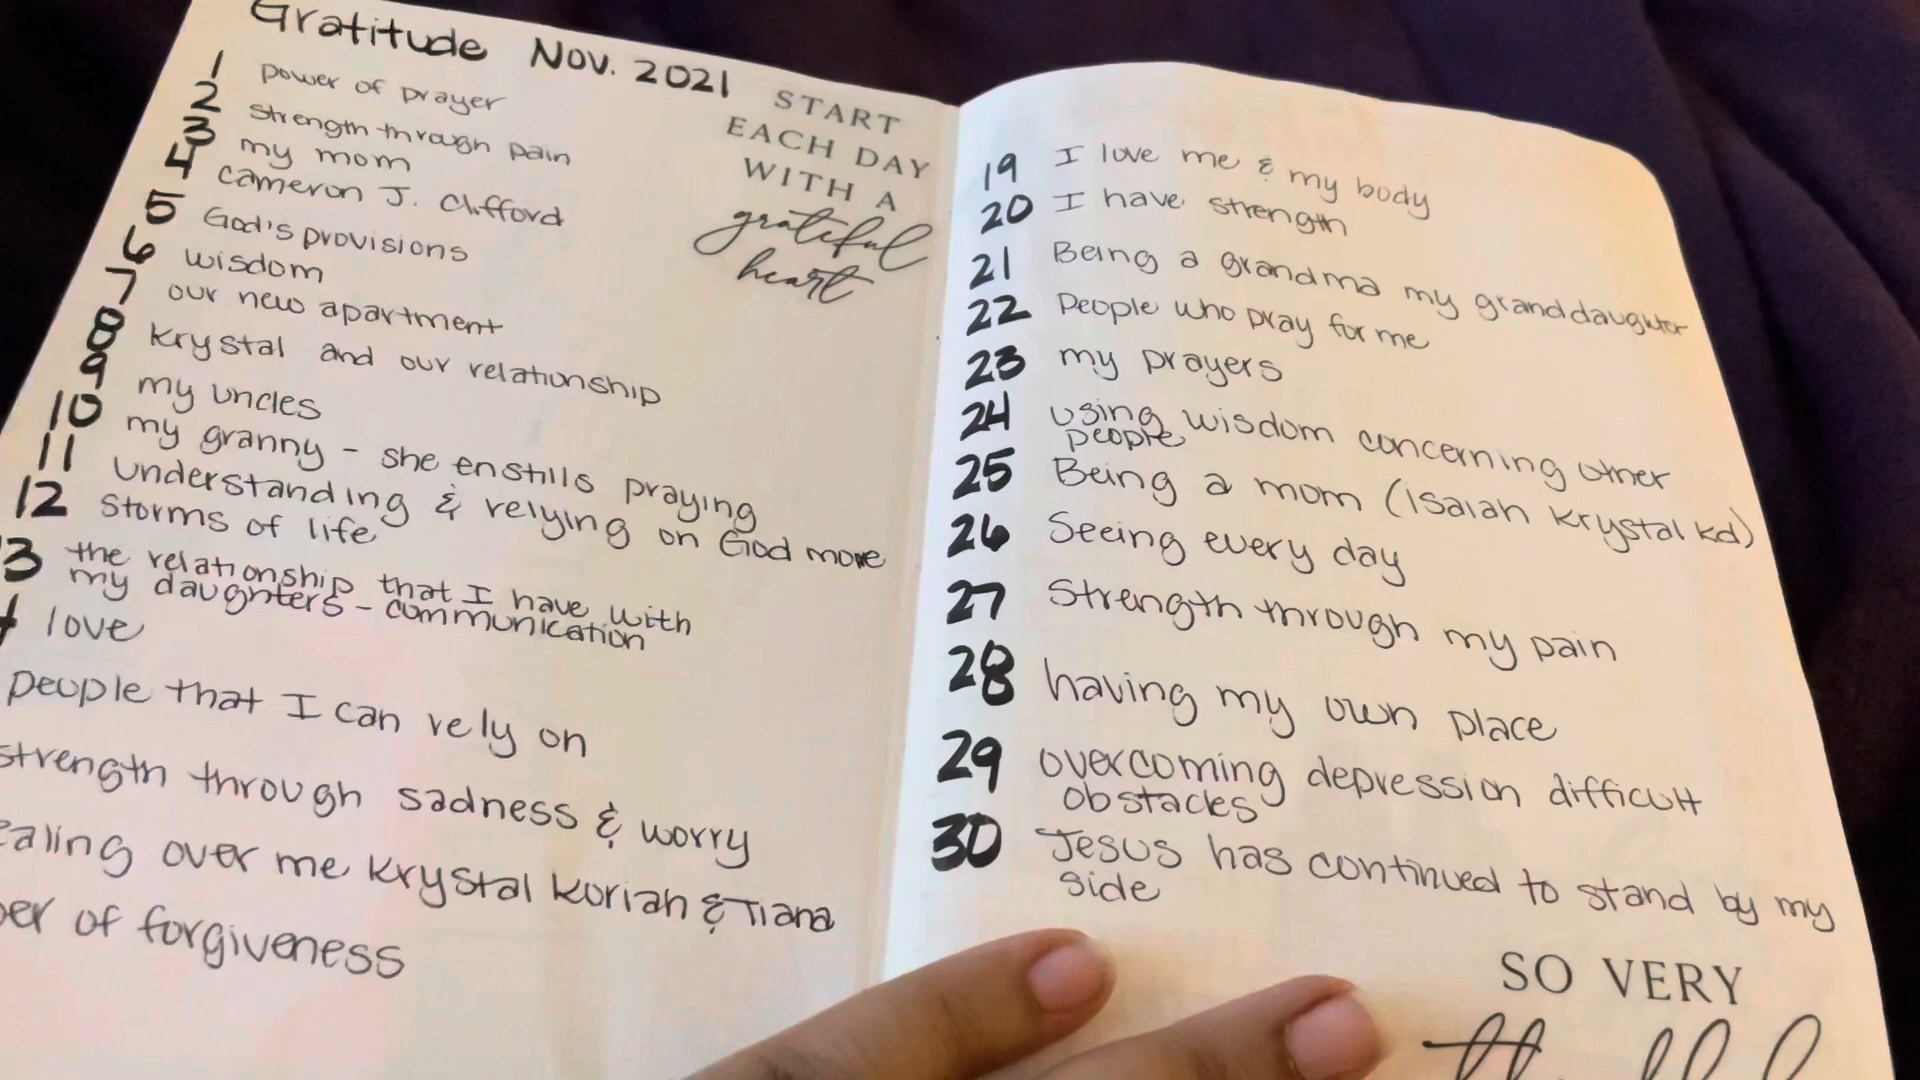 Gratitude Nov. 2021
START
EACH DAY
WITH A
grateful
heart
1 power of prayer
2 strength through pain
3 my mom
4 Cameron J. Clifford
5 God's provisions
6 wisdom
7 our new apartment
8 Krystal and our relationship
9 my uncles
10 my granny - she enstills praying
11 understanding & relying on God more
12 storms of life
3 the relationship that I have with
my daughters - communication
love
people that I can rely on
strength through sadness & worry
ealing over me Krystal Koriah & Tiana
er of forgiveness
19 I love me & my body
20 I have strength
21 Being a grandma my granddaughter
22 People who pray for me
23 my prayers
24 using wisdom concerning other
people
25 Being a mom (Isaiah Krystal Kd)
26 Seeing every day
27 Strength through my pain
28 having my own place
29 overcoming depression difficult
obstacles
30 Jesus has continued to stand by my
side
SO VERY